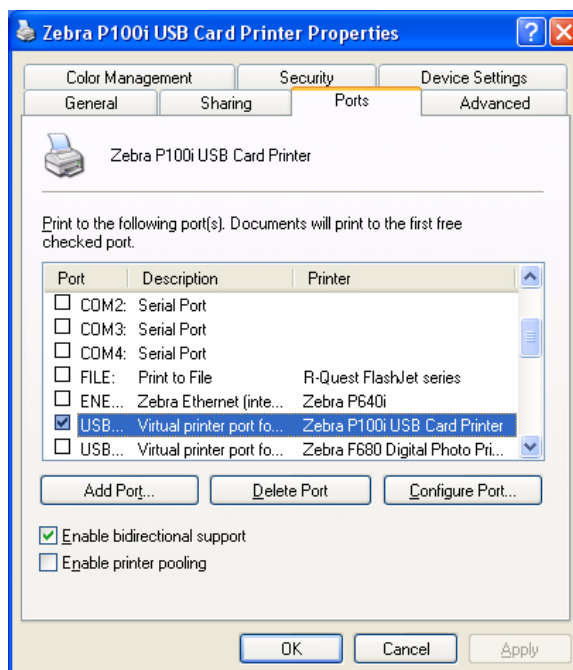 Zebra P100i USB Card Printer Properties
?
Color Management Security Device Settings
General Sharing Ports Advanced
Zebra P100i USB Card Printer
Print to the following port(s). Documents will print to the first free
checked port.
Port Description Printer
COM2: Serial Port
COM3: Serial Port
COM4: Serial Port
FILE: Print to File R-Quest FlashJet series
ENE... Zebra Ethernet (inte... Zebra P640i
USB... Virtual printer port fo... Zebra P100i USB Card Printer
USB... Virtual printer port fo... Zebra F680 Digital Photo Pri...
Add Port... Delete Port Configure Port...
Enable bidirectional support
Enable printer pooling
OK Cancel Apply